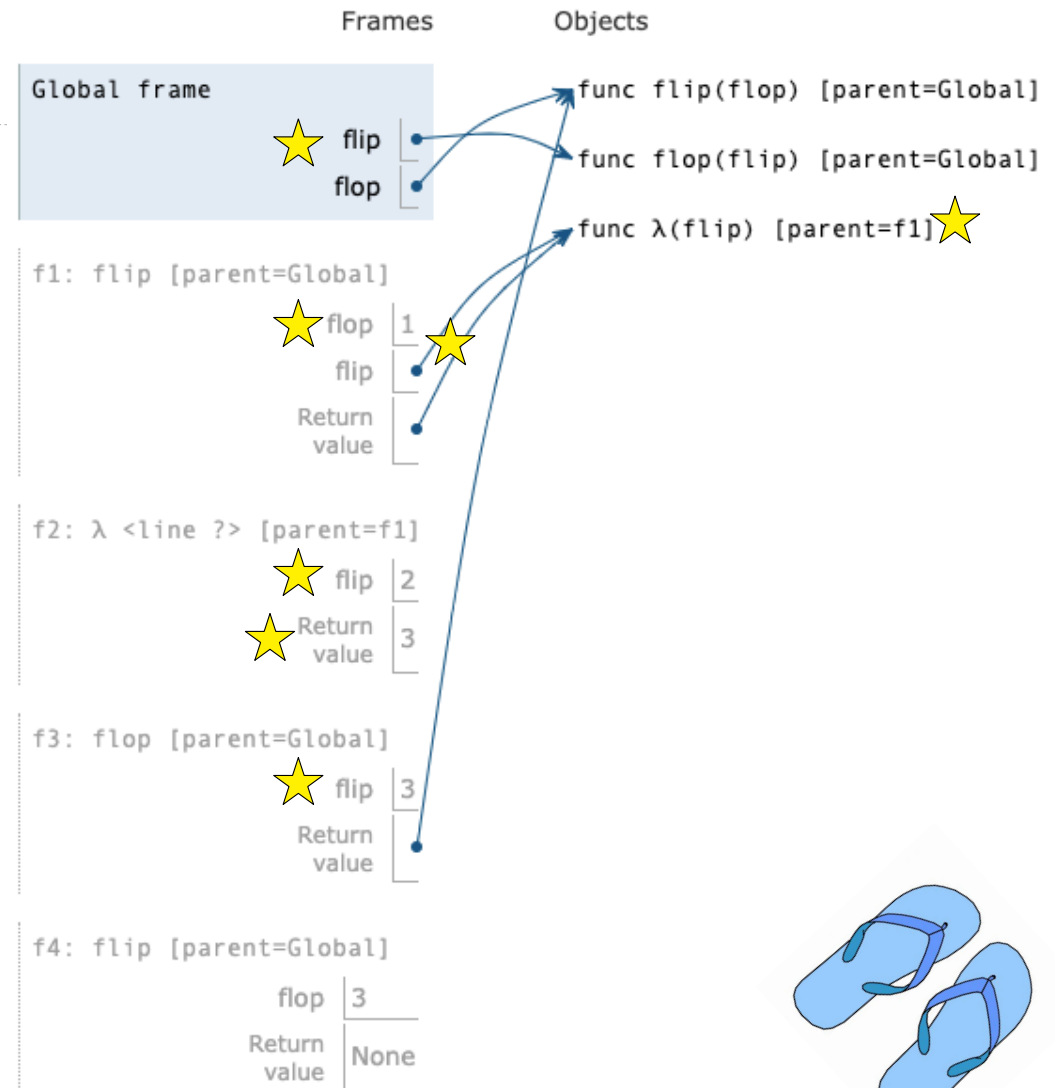 Frames Objects
Global frame
flip
flop
func flip(flop) [parent=Global]
func flop(flip) [parent=Global]
func λ(flip) [parent=f1]
f1: flip [parent=Global]
flop 1
flip
Return
value
f2: λ <line ?> [parent=f1]
flip 2
Return
value 3
f3: flop [parent=Global]
flip 3
Return
value
f4: flip [parent=Global]
flop 3
Return
value None